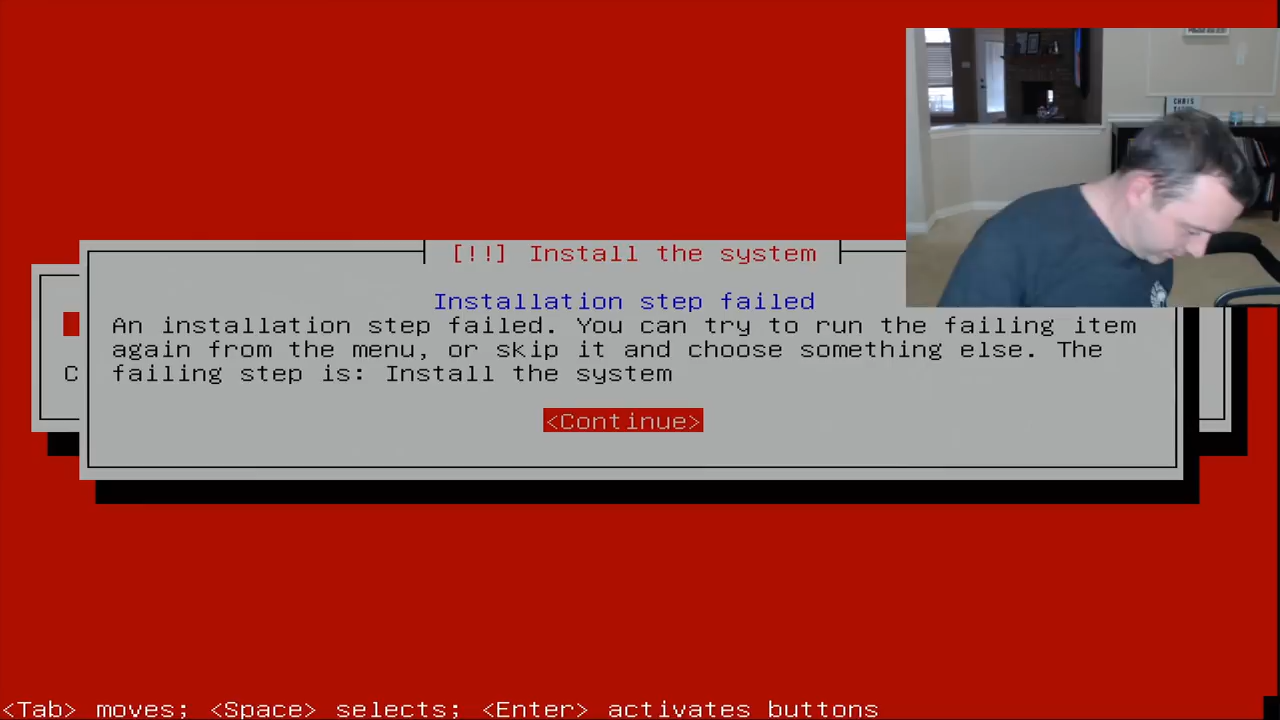 CHRIS
[!!] Install the system
Installation step failed
An installation step failed. You can try to run the failing item
again from the menu, or skip it and choose something else. The
failing step is: Install the system
C
<Continue>
<Tab> moves; <Space> selects; <Enter> activates buttons